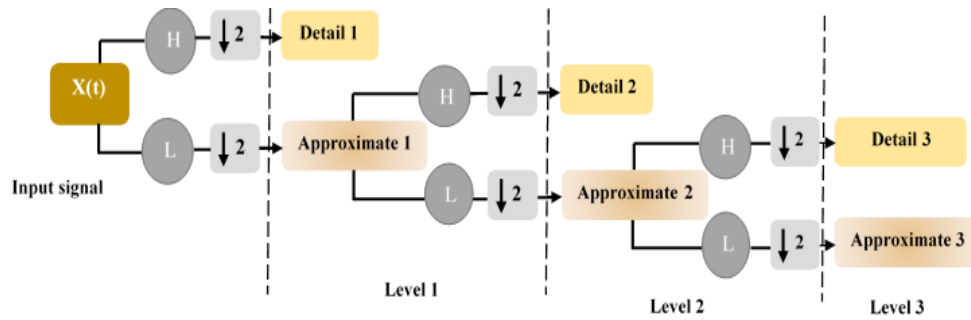 H
↓ 2
Detail 1
X(t)
H
↓ 2
Detail 2
L
↓ 2
Approximate 1
H
↓ 2
Detail 3
Input signal
L
↓ 2
Approximate 2
L
↓ 2
Approximate 3
Level 1
Level 2
Level 3